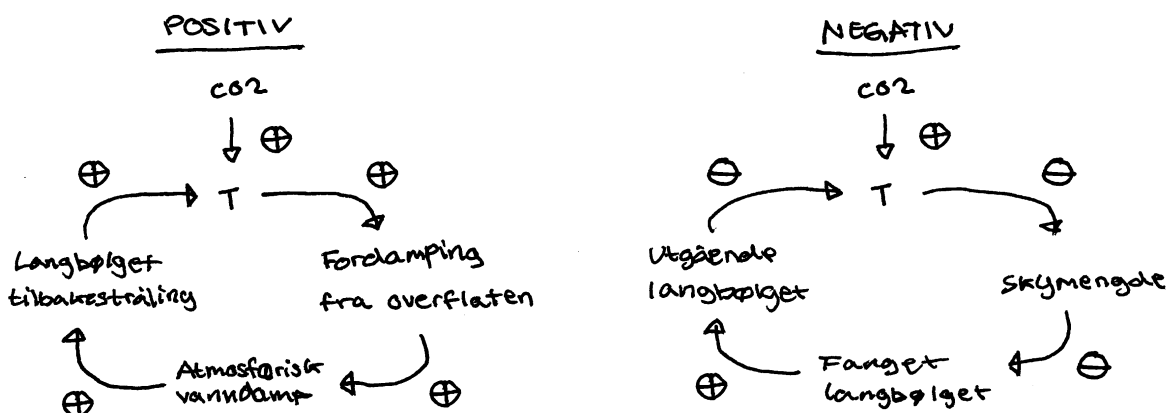 POSITIV
CO2
⊕
⊕
T
⊕
Langbølget
tilbakestråling
Fordamping
fra overflaten
Atmosfærisk
vanndamp
⊕
⊕
NEGATIV
CO2
⊕
⊖
T
⊖
Utgående
langbølget
Skymengde
Fanget
langbølget
⊕
⊖